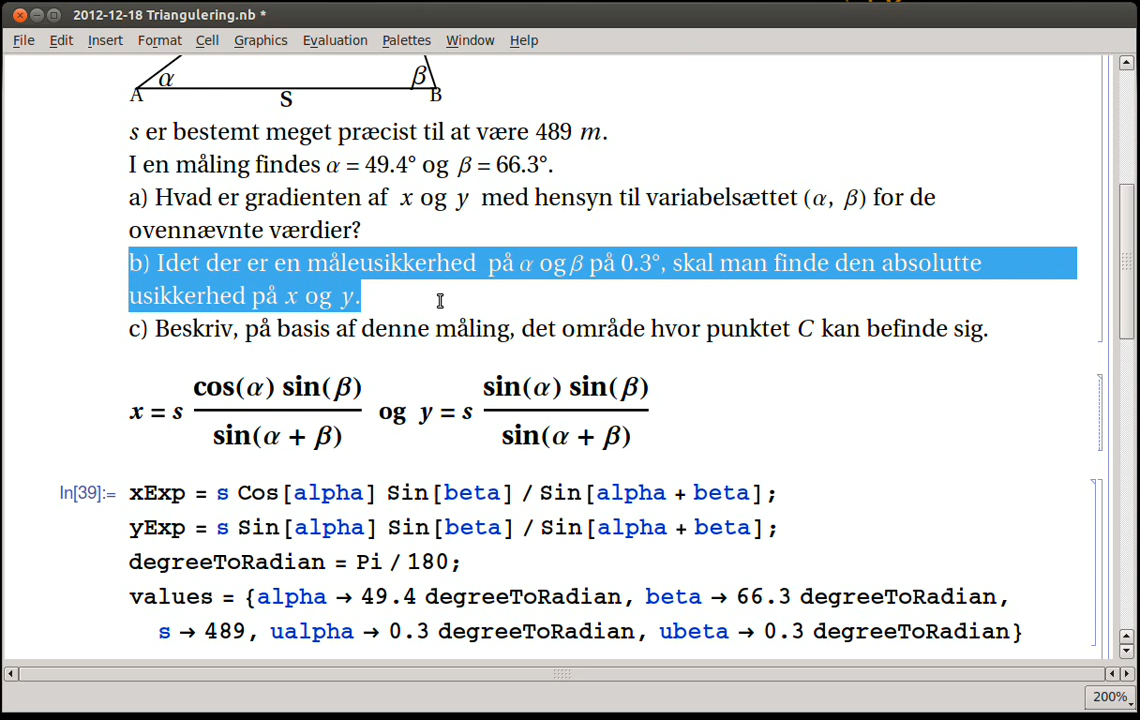 2012-12-18 Triangulering.nb *
File Edit Insert Format Cell Graphics Evaluation Palettes Window Help
α β
A S B
s er bestemt meget præcist til at være 489 m.
I en måling findes α = 49.4° og β = 66.3°.
a) Hvad er gradienten af x og y med hensyn til variabelsættet (α, β) for de
ovennævnte værdier?
b) Idet der er en måleusikkerhed på α og β på 0.3°, skal man finde den absolutte
usikkerhed på x og y.
c) Beskriv, på basis af denne måling, det område hvor punktet C kan befinde sig.
x = s cos(α) sin(β) / sin(α + β) og y = s sin(α) sin(β) / sin(α + β)
In[39]:= xExp = s Cos[alpha] Sin[beta] / Sin[alpha + beta];
yExp = s Sin[alpha] Sin[beta] / Sin[alpha + beta];
degreeToRadian = Pi / 180;
values = {alpha → 49.4 degreeToRadian, beta → 66.3 degreeToRadian,
s → 489, ualpha → 0.3 degreeToRadian, ubeta → 0.3 degreeToRadian}
200%